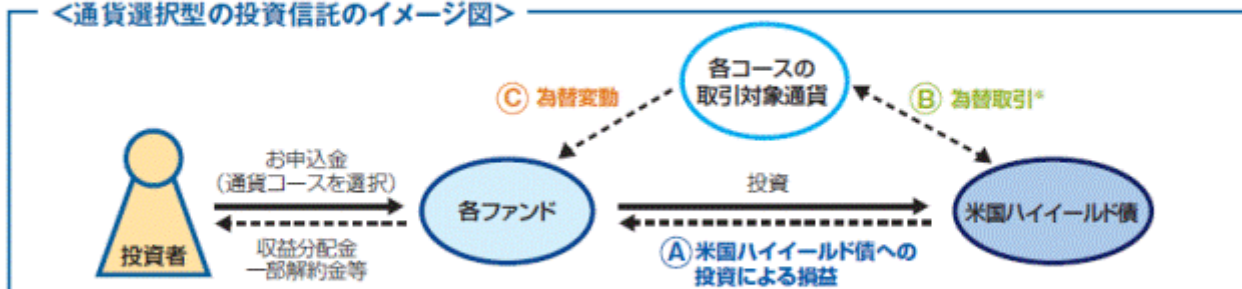 <通貨選択型の投資信託のイメージ図>
各コースの
取引対象通貨
Ⓒ 為替変動
Ⓑ 為替取引*
お申込金
(通貨コースを選択)
投資
投資者
各ファンド
米国ハイイールド債
収益分配金
一部解約金等
Ⓐ 米国ハイイールド債への
投資による損益